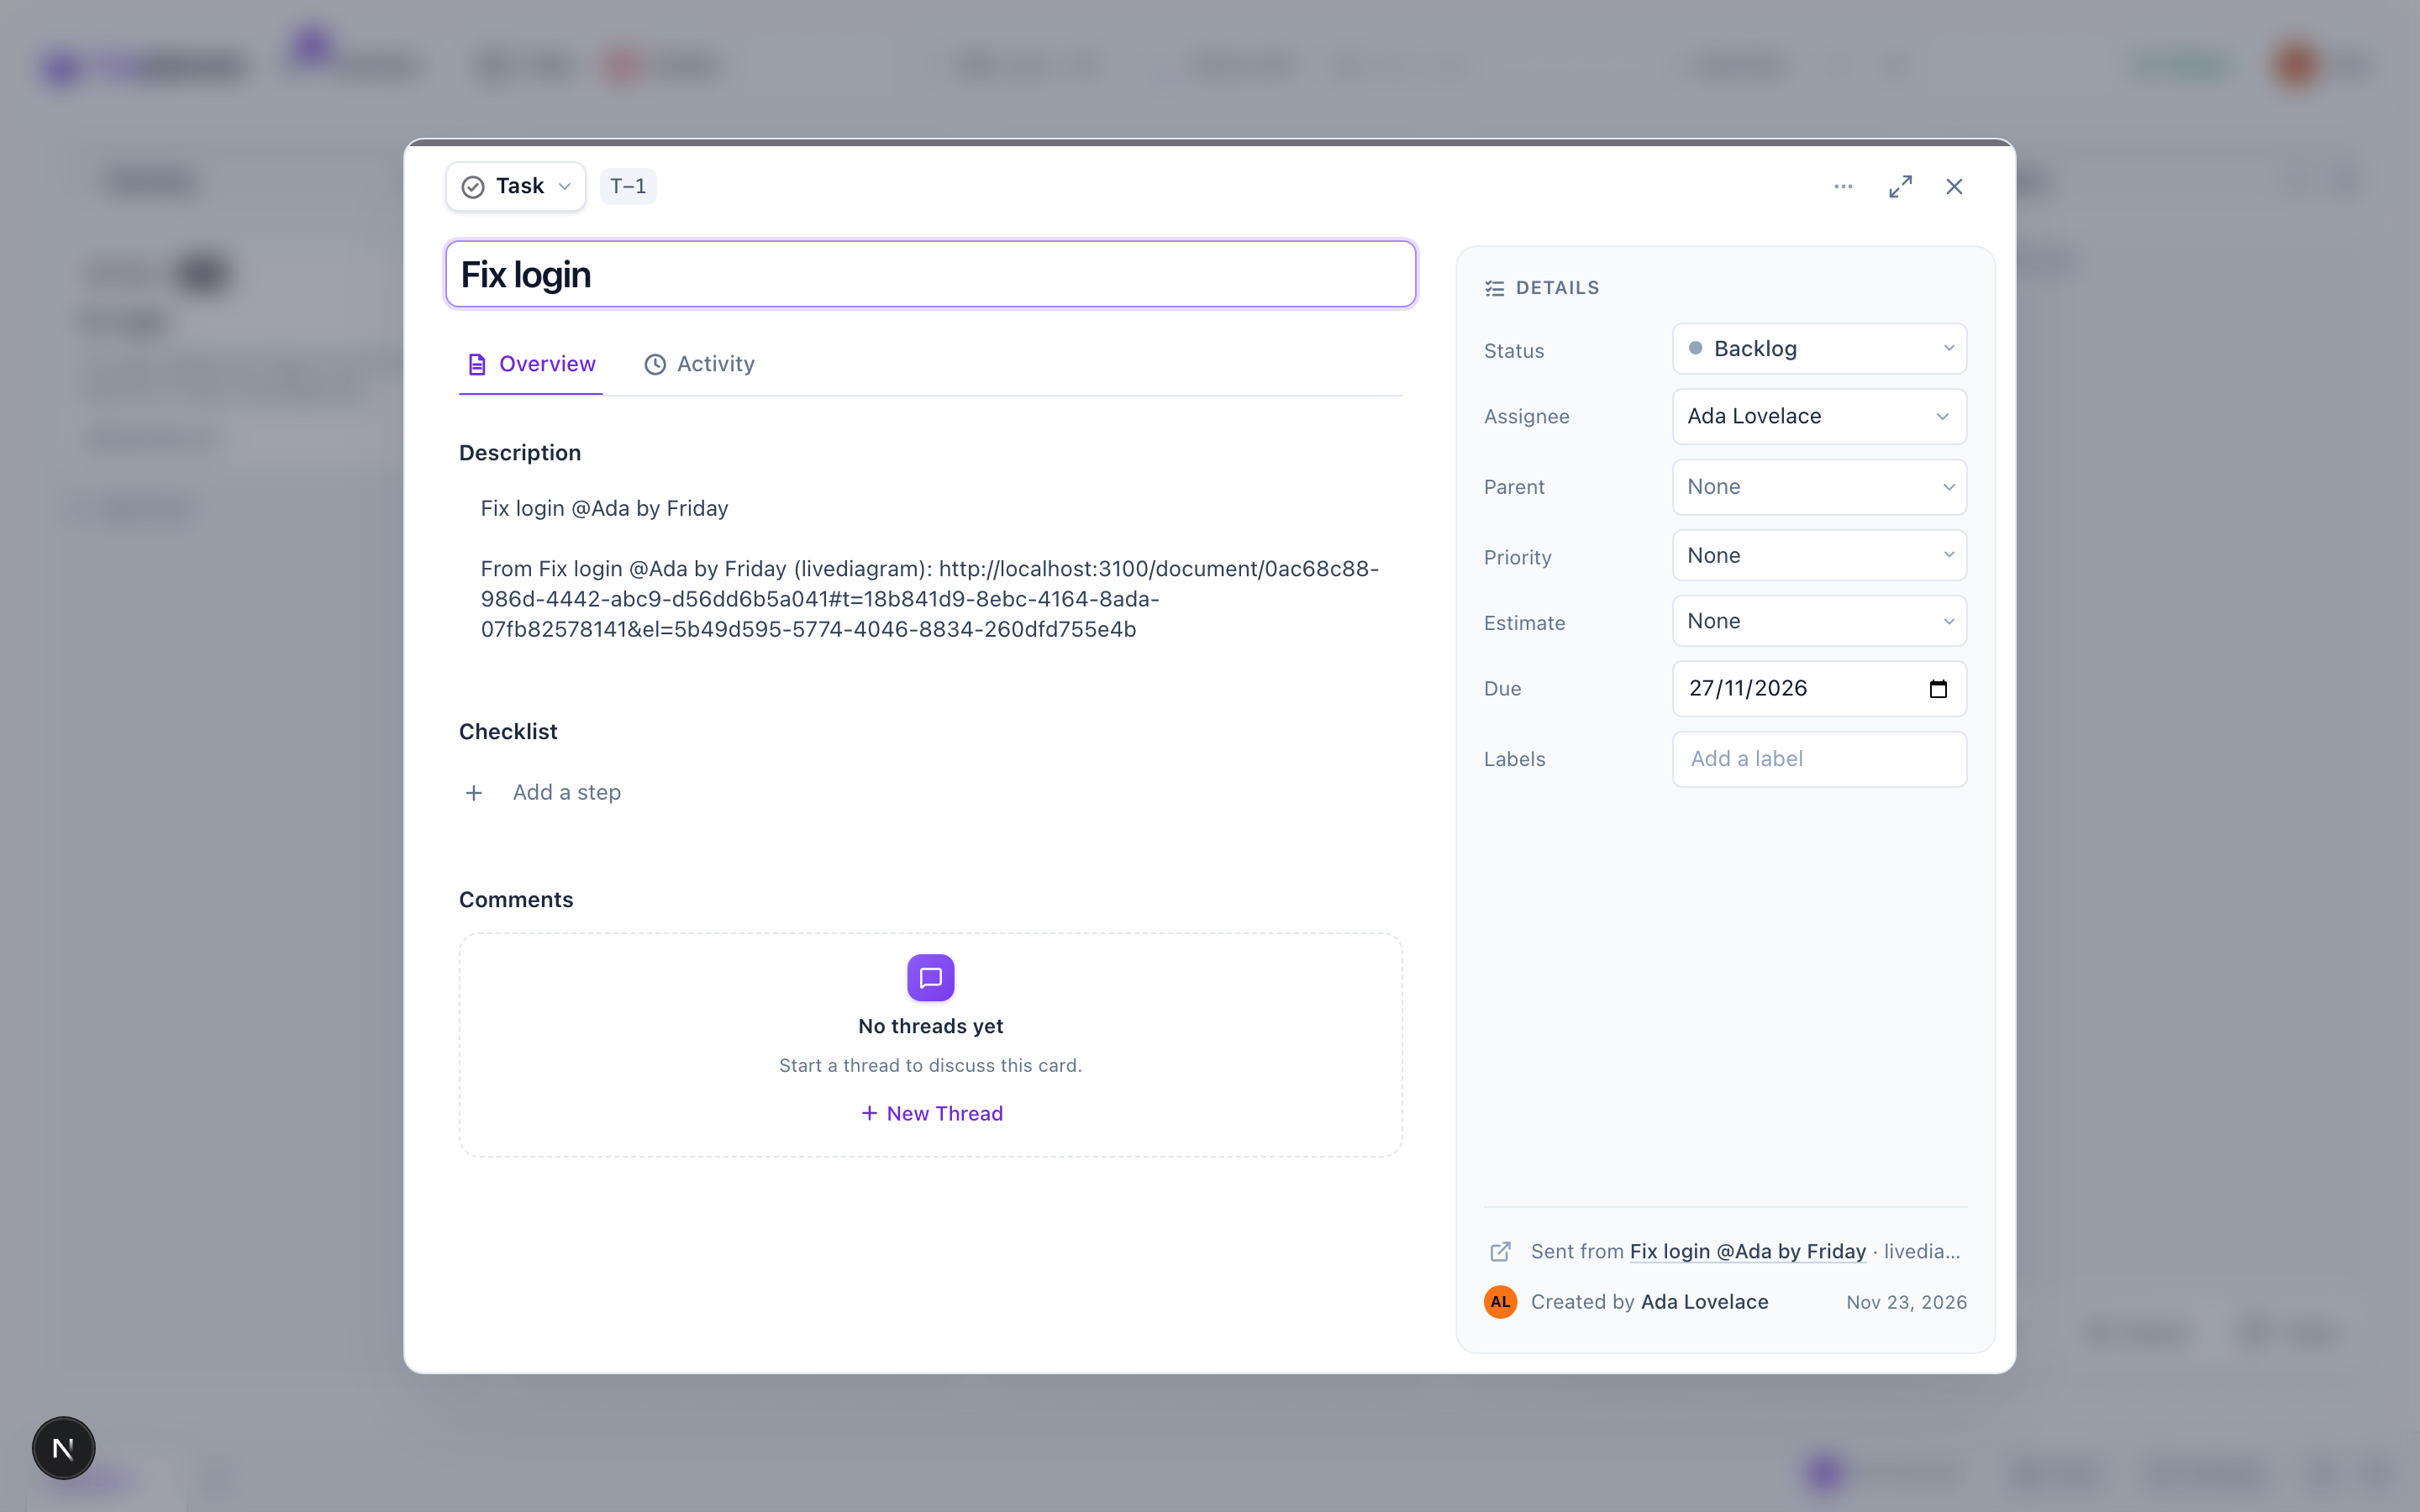 Task
T–1
Fix login
Overview
Activity
Description
Fix login @Ada by Friday
From Fix login @Ada by Friday (livediagram): http://localhost:3100/document/0ac68c88-
986d-4442-abc9-d56dd6b5a041#t=18b841d9-8ebc-4164-8ada-
07fb82578141&el=5b49d595-5774-4046-8834-260dfd755e4b
Checklist
Add a step
Comments
No threads yet
Start a thread to discuss this card.
New Thread
DETAILS
Status
Backlog
Assignee
Ada Lovelace
Parent
None
Priority
None
Estimate
None
Due
27/11/2026
Labels
Add a label
Sent from Fix login @Ada by Friday · livedia...
AL Created by Ada Lovelace Nov 23, 2026
N